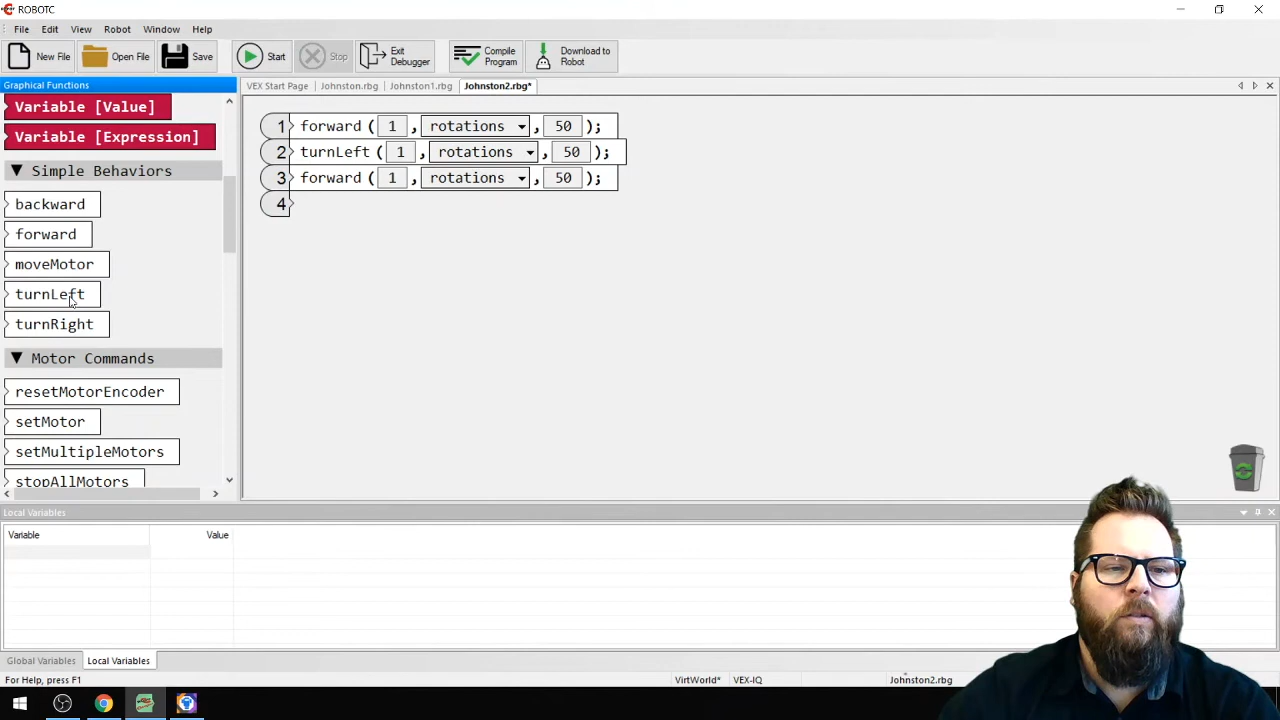 ROBOTC
File Edit View Robot Window Help
New File Open File Save Start Stop Exit Debugger Compile Program Download to Robot
Graphical Functions
VEX Start Page Johnston.rbg Johnston1.rbg Johnston2.rbg*
Variable [Value]
Variable [Expression]
Simple Behaviors
backward
forward
moveMotor
turnLeft
turnRight
Motor Commands
resetMotorEncoder
setMotor
setMultipleMotors
stopAllMotors
1 forward ( 1 , rotations , 50 );
2 turnLeft ( 1 , rotations , 50 );
3 forward ( 1 , rotations , 50 );
4
Local Variables
Variable Value
Global Variables Local Variables
For Help, press F1 VirtWorld* VEX-IQ Johnston2.rbg